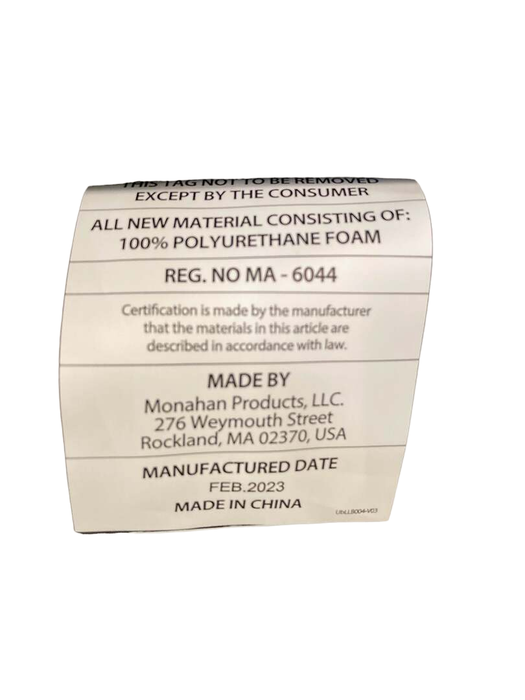 THIS TAG NOT TO BE REMOVED
EXCEPT BY THE CONSUMER
ALL NEW MATERIAL CONSISTING OF:
100% POLYURETHANE FOAM
REG. NO MA - 6044
Certification is made by the manufacturer
that the materials in this article are
described in accordance with law.
MADE BY
Monahan Products, LLC.
276 Weymouth Street
Rockland, MA 02370, USA
MANUFACTURED DATE
FEB.2023
MADE IN CHINA